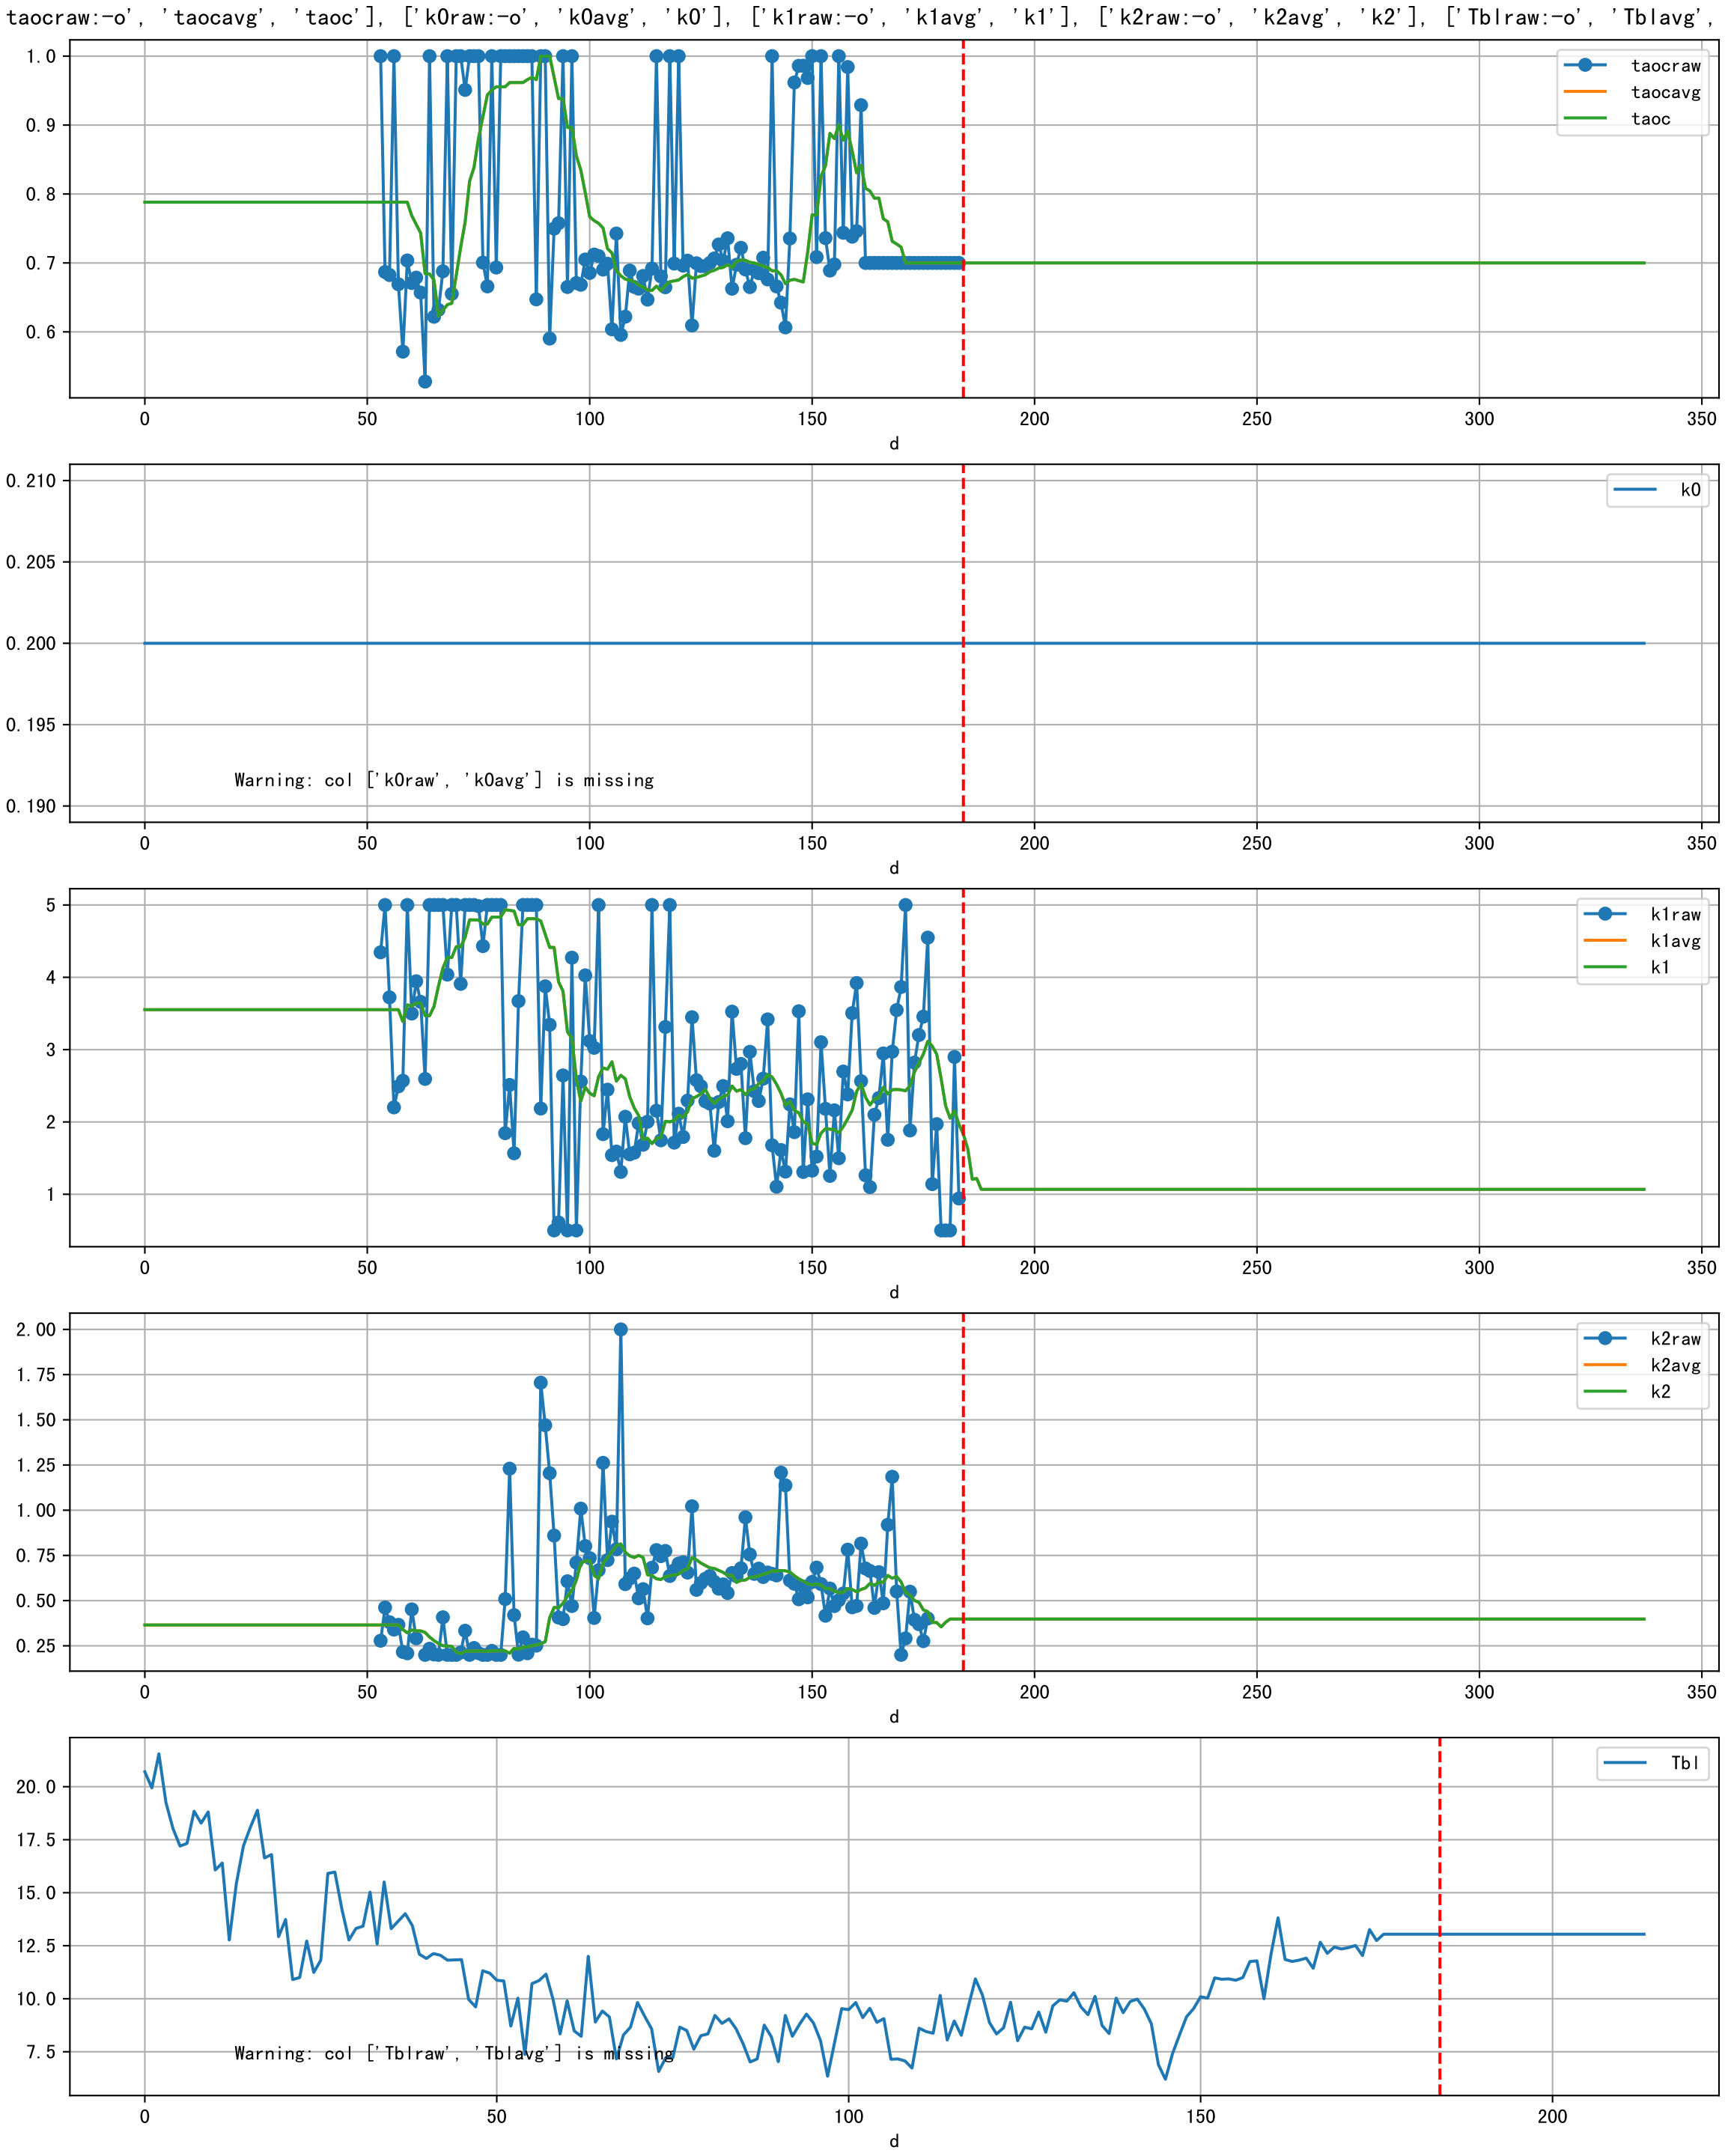 taocraw:-o', 'taocavg', 'taoc'], ['k0raw:-o', 'k0avg', 'k0'], ['k1raw:-o', 'k1avg', 'k1'], ['k2raw:-o', 'k2avg', 'k2'], ['Tblraw:-o', 'Tblavg',
1.0
0.9
0.8
0.7
0.6
taocraw
taocavg
taoc
0 50 100 150 200 250 300 350
d
0.210
0.205
0.200
0.195
0.190
k0
Warning: col ['k0raw', 'k0avg'] is missing
0 50 100 150 200 250 300 350
d
5
4
3
2
1
k1raw
k1avg
k1
0 50 100 150 200 250 300 350
d
2.00
1.75
1.50
1.25
1.00
0.75
0.50
0.25
k2raw
k2avg
k2
0 50 100 150 200 250 300 350
d
20.0
17.5
15.0
12.5
10.0
7.5
Tbl
Warning: col ['Tblraw', 'Tblavg'] is missing
0 50 100 150 200
d